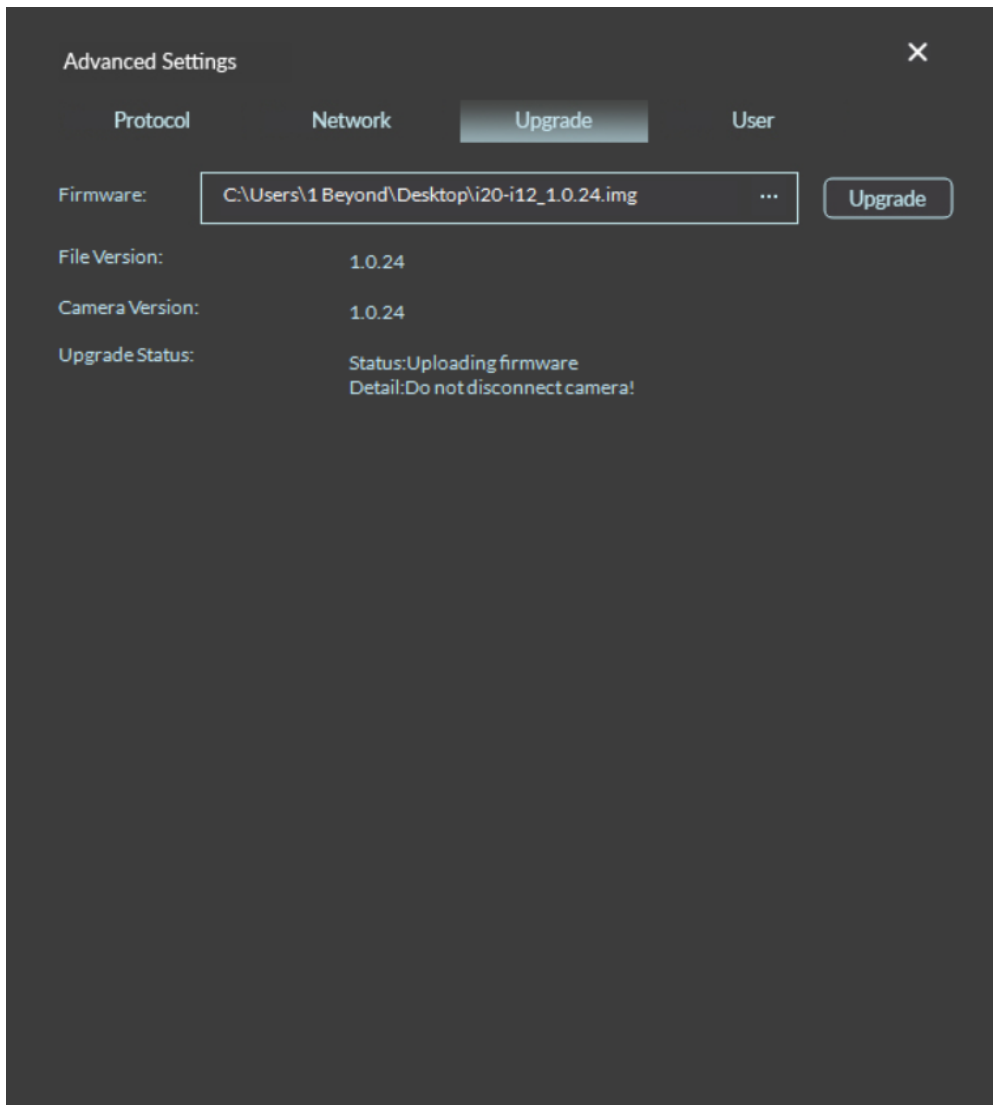 Advanced Settings ×
Protocol Network Upgrade User
Firmware: C:\Users\1 Beyond\Desktop\i20-i12_1.0.24.img ... Upgrade
File Version: 1.0.24
Camera Version: 1.0.24
Upgrade Status: Status:Uploading firmware
Detail:Do not disconnect camera!